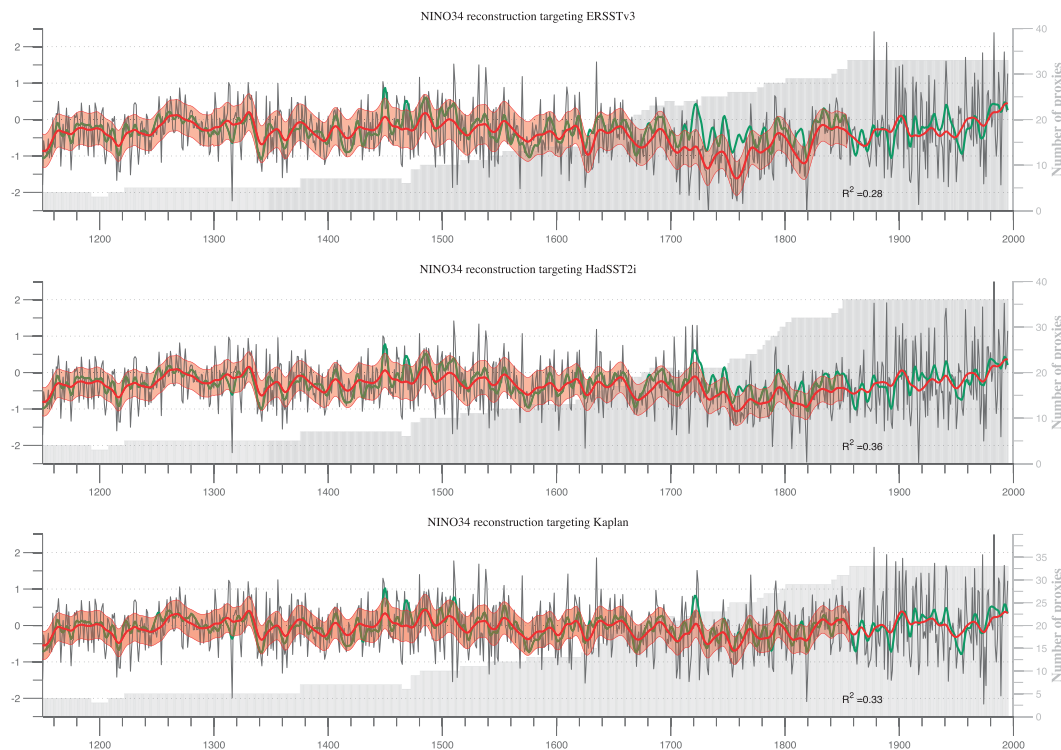 NINO34 reconstruction targeting ERSSTv3
2
1
0
-1
-2
40
30
20
10
0
Number of proxies
R² =0.28
1200 1300 1400 1500 1600 1700 1800 1900 2000
NINO34 reconstruction targeting HadSST2i
2
1
0
-1
-2
40
30
20
10
0
Number of proxies
R² =0.36
1200 1300 1400 1500 1600 1700 1800 1900 2000
NINO34 reconstruction targeting Kaplan
2
1
0
-1
-2
35
30
25
20
15
10
5
0
Number of proxies
R² =0.33
1200 1300 1400 1500 1600 1700 1800 1900 2000